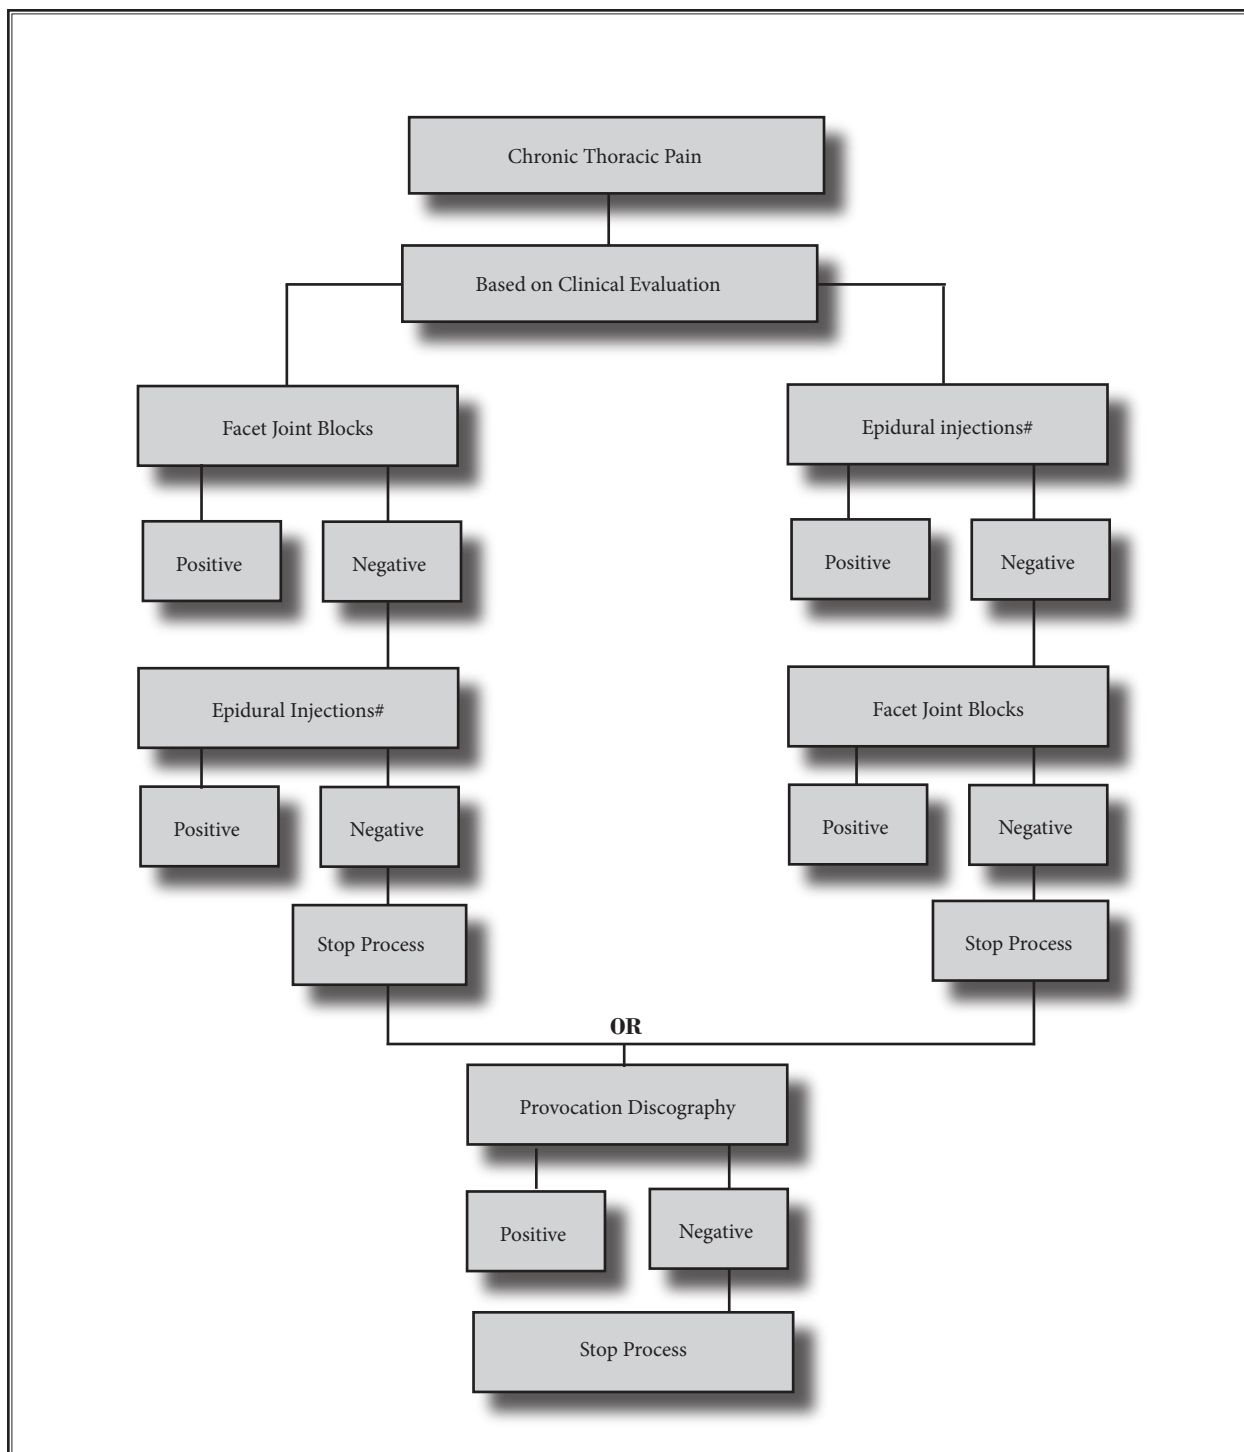 Chronic Thoracic Pain
Based on Clinical Evaluation
Facet Joint Blocks
Epidural injections#
Positive
Negative
Positive
Negative
Epidural Injections#
Facet Joint Blocks
Positive
Negative
Positive
Negative
Stop Process
Stop Process
OR
Provocation Discography
Positive
Negative
Stop Process